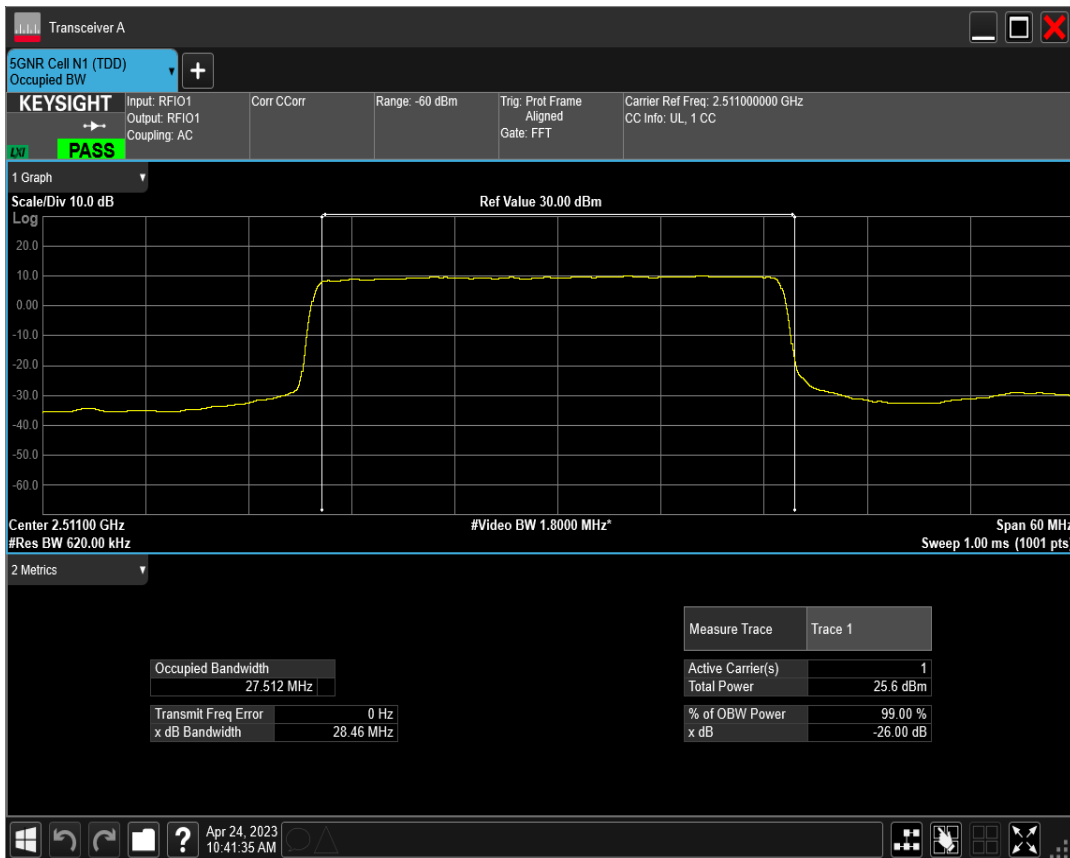 Transceiver A
5GNR Cell N1 (TDD)
Occupied BW
+
KEYSIGHT
LXI
PASS
Input: RFIO1
Output: RFIO1
Coupling: AC
Corr CCorr
Range: -60 dBm
Trig: Prot Frame
Aligned
Gate: FFT
Carrier Ref Freq: 2.511000000 GHz
CC Info: UL, 1 CC
1 Graph
Scale/Div 10.0 dB
Ref Value 30.00 dBm
Log
20.0
10.0
0.00
-10.0
-20.0
-30.0
-40.0
-50.0
-60.0
Center 2.51100 GHz
#Video BW 1.8000 MHz*
Span 60 MHz
#Res BW 620.00 kHz
Sweep 1.00 ms (1001 pts)
2 Metrics
Measure Trace Trace 1
Occupied Bandwidth
27.512 MHz
Active Carrier(s) 1
Total Power 25.6 dBm
Transmit Freq Error 0 Hz
x dB Bandwidth 28.46 MHz
% of OBW Power 99.00 %
x dB -26.00 dB
?
Apr 24, 2023
10:41:35 AM